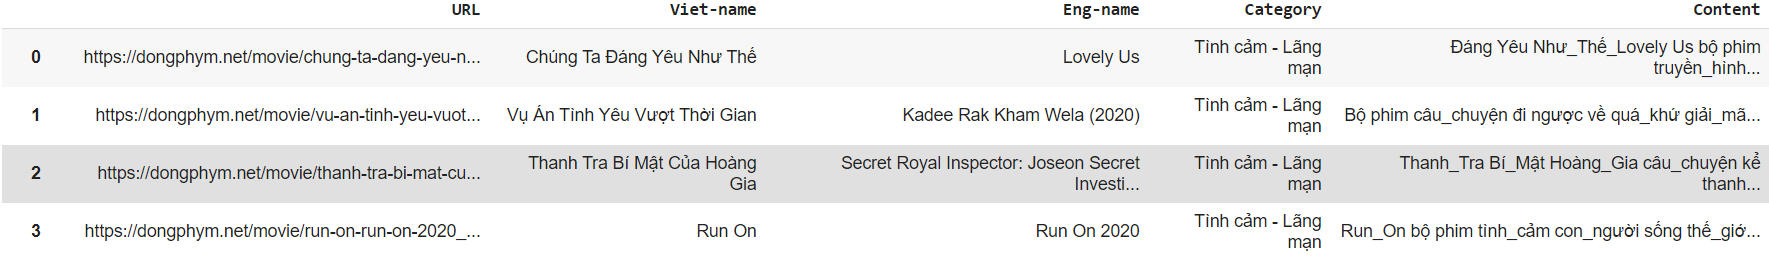 URL Viet-name Eng-name Category Content
0 https://dongphym.net/movie/chung-ta-dang-yeu-n... Chúng Ta Đáng Yêu Như Thế Lovely Us Tình cảm - Lãng mạn Đáng Yêu Như_Thế_Lovely Us bộ phim truyền_hình...
1 https://dongphym.net/movie/vu-an-tinh-yeu-vuot... Vụ Án Tình Yêu Vượt Thời Gian Kadee Rak Kham Wela (2020) Tình cảm - Lãng mạn Bộ phim câu_chuyện đi ngược về quá_khứ giải_mã...
2 https://dongphym.net/movie/thanh-tra-bi-mat-cu... Thanh Tra Bí Mật Của Hoàng Gia Secret Royal Inspector: Joseon Secret Investi... Tình cảm - Lãng mạn Thanh_Tra Bí_Mật Hoàng_Gia câu_chuyện kể thanh...
3 https://dongphym.net/movie/run-on-run-on-2020_... Run On Run On 2020 Tình cảm - Lãng mạn Run_On bộ phim tình_cảm con_người sống thế_giớ...